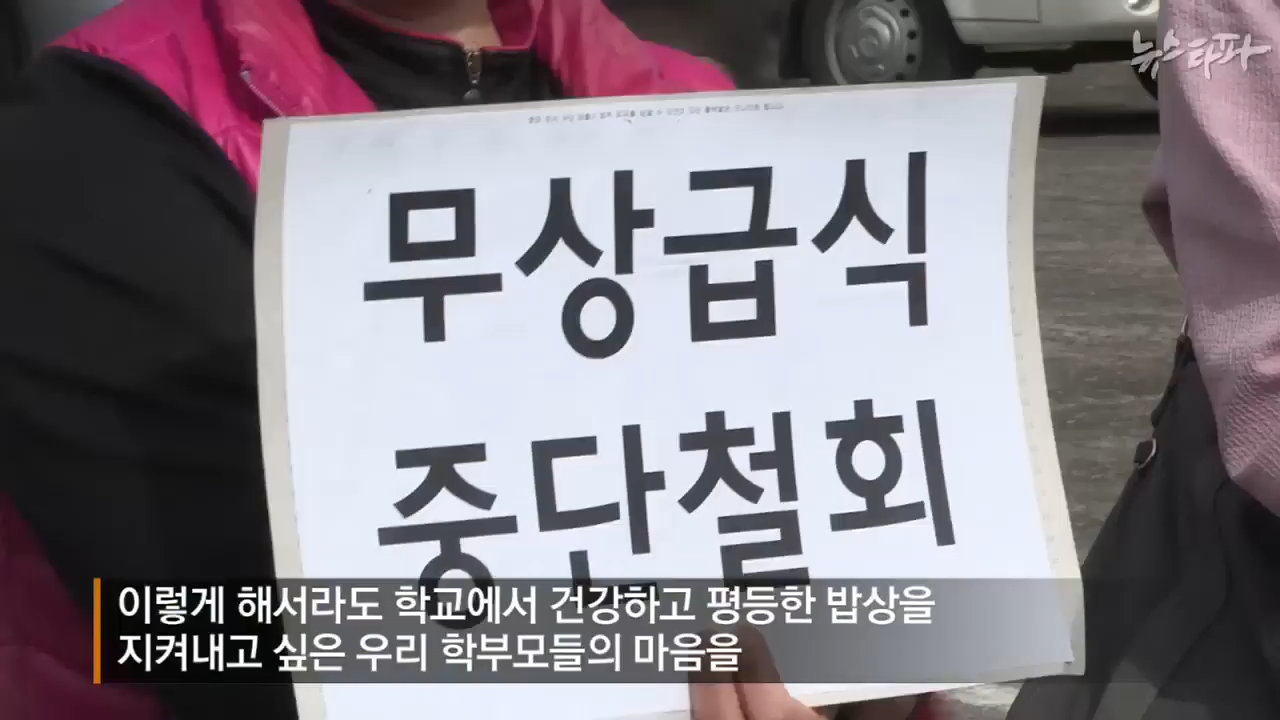 뉴스타파
무상급식
중단철회
이렇게 해서라도 학교에서 건강하고 평등한 밥상을
지켜내고 싶은 우리 학부모들의 마음을